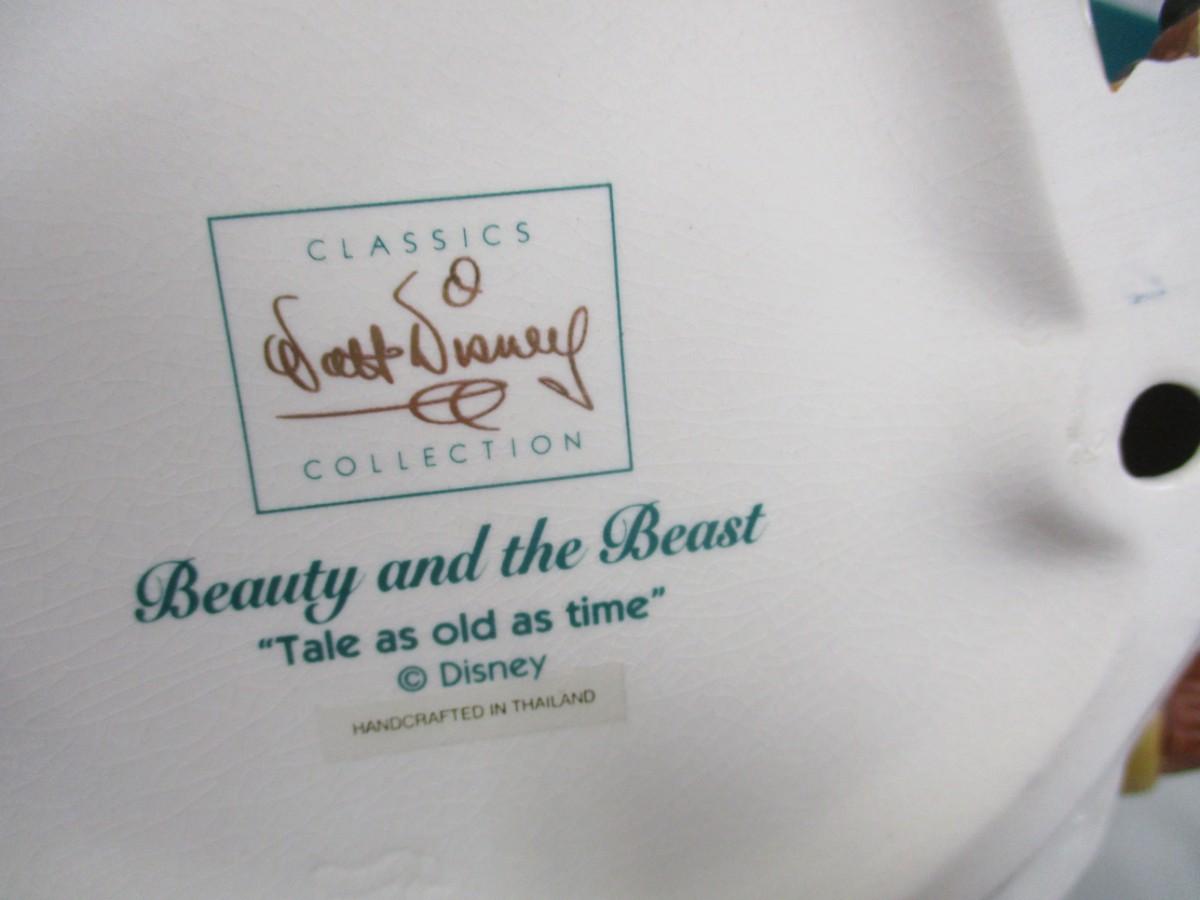 CLASSICS
Walt Disney
COLLECTION
Beauty and the Beast
“Tale as old as time”
© Disney
HANDCRAFTED IN THAILAND